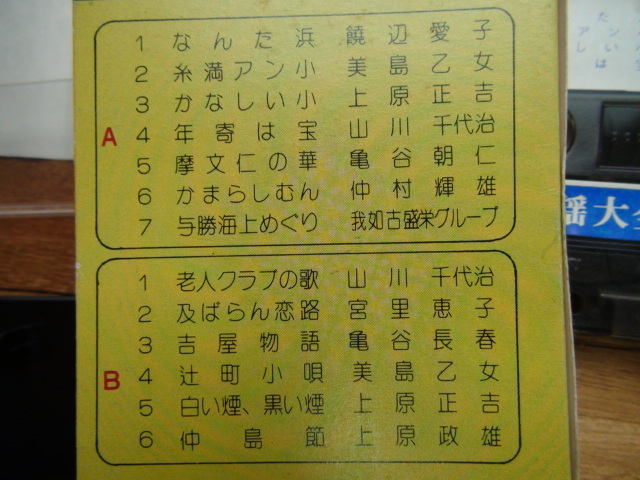 A
1 なんた浜 饒辺愛子
2 糸満アン小 美島乙女
3 かなしい小 上原正吉
4 年寄は宝 山川千代治
5 摩文仁の華 亀谷朝仁
6 かまらしむん 仲村輝雄
7 与勝海上めぐり 我如古盛栄グループ
B
1 老人クラブの歌 山川千代治
2 及ばらん恋路 宮里恵子
3 吉屋物語 亀谷長春
4 辻町小唄 美島乙女
5 白い煙、黒い煙 上原正吉
6 仲島節 上原政雄
謡大全